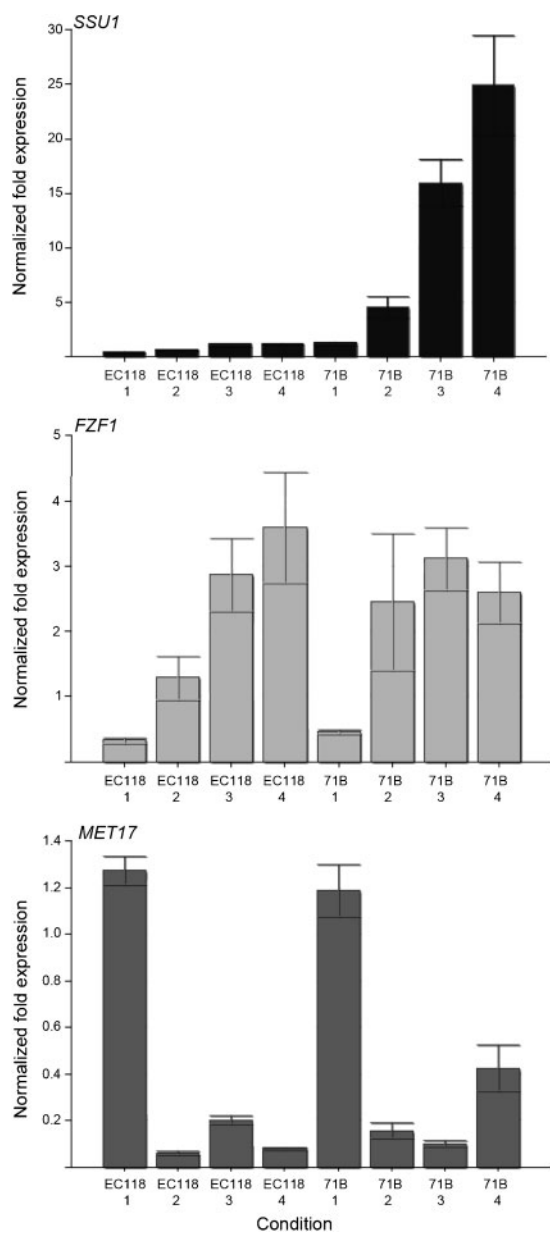 SSU1
Normalized fold expression
30
25
20
15
10
5
EC118 EC118 EC118 EC118 71B 71B 71B 71B
1 2 3 4 1 2 3 4
FZF1
Normalized fold expression
5
4
3
2
1
EC118 EC118 EC118 EC118 71B 71B 71B 71B
1 2 3 4 1 2 3 4
MET17
Normalized fold expression
1.4
1.2
1.0
0.8
0.6
0.4
0.2
EC118 EC118 EC118 EC118 71B 71B 71B 71B
1 2 3 4 1 2 3 4
Condition